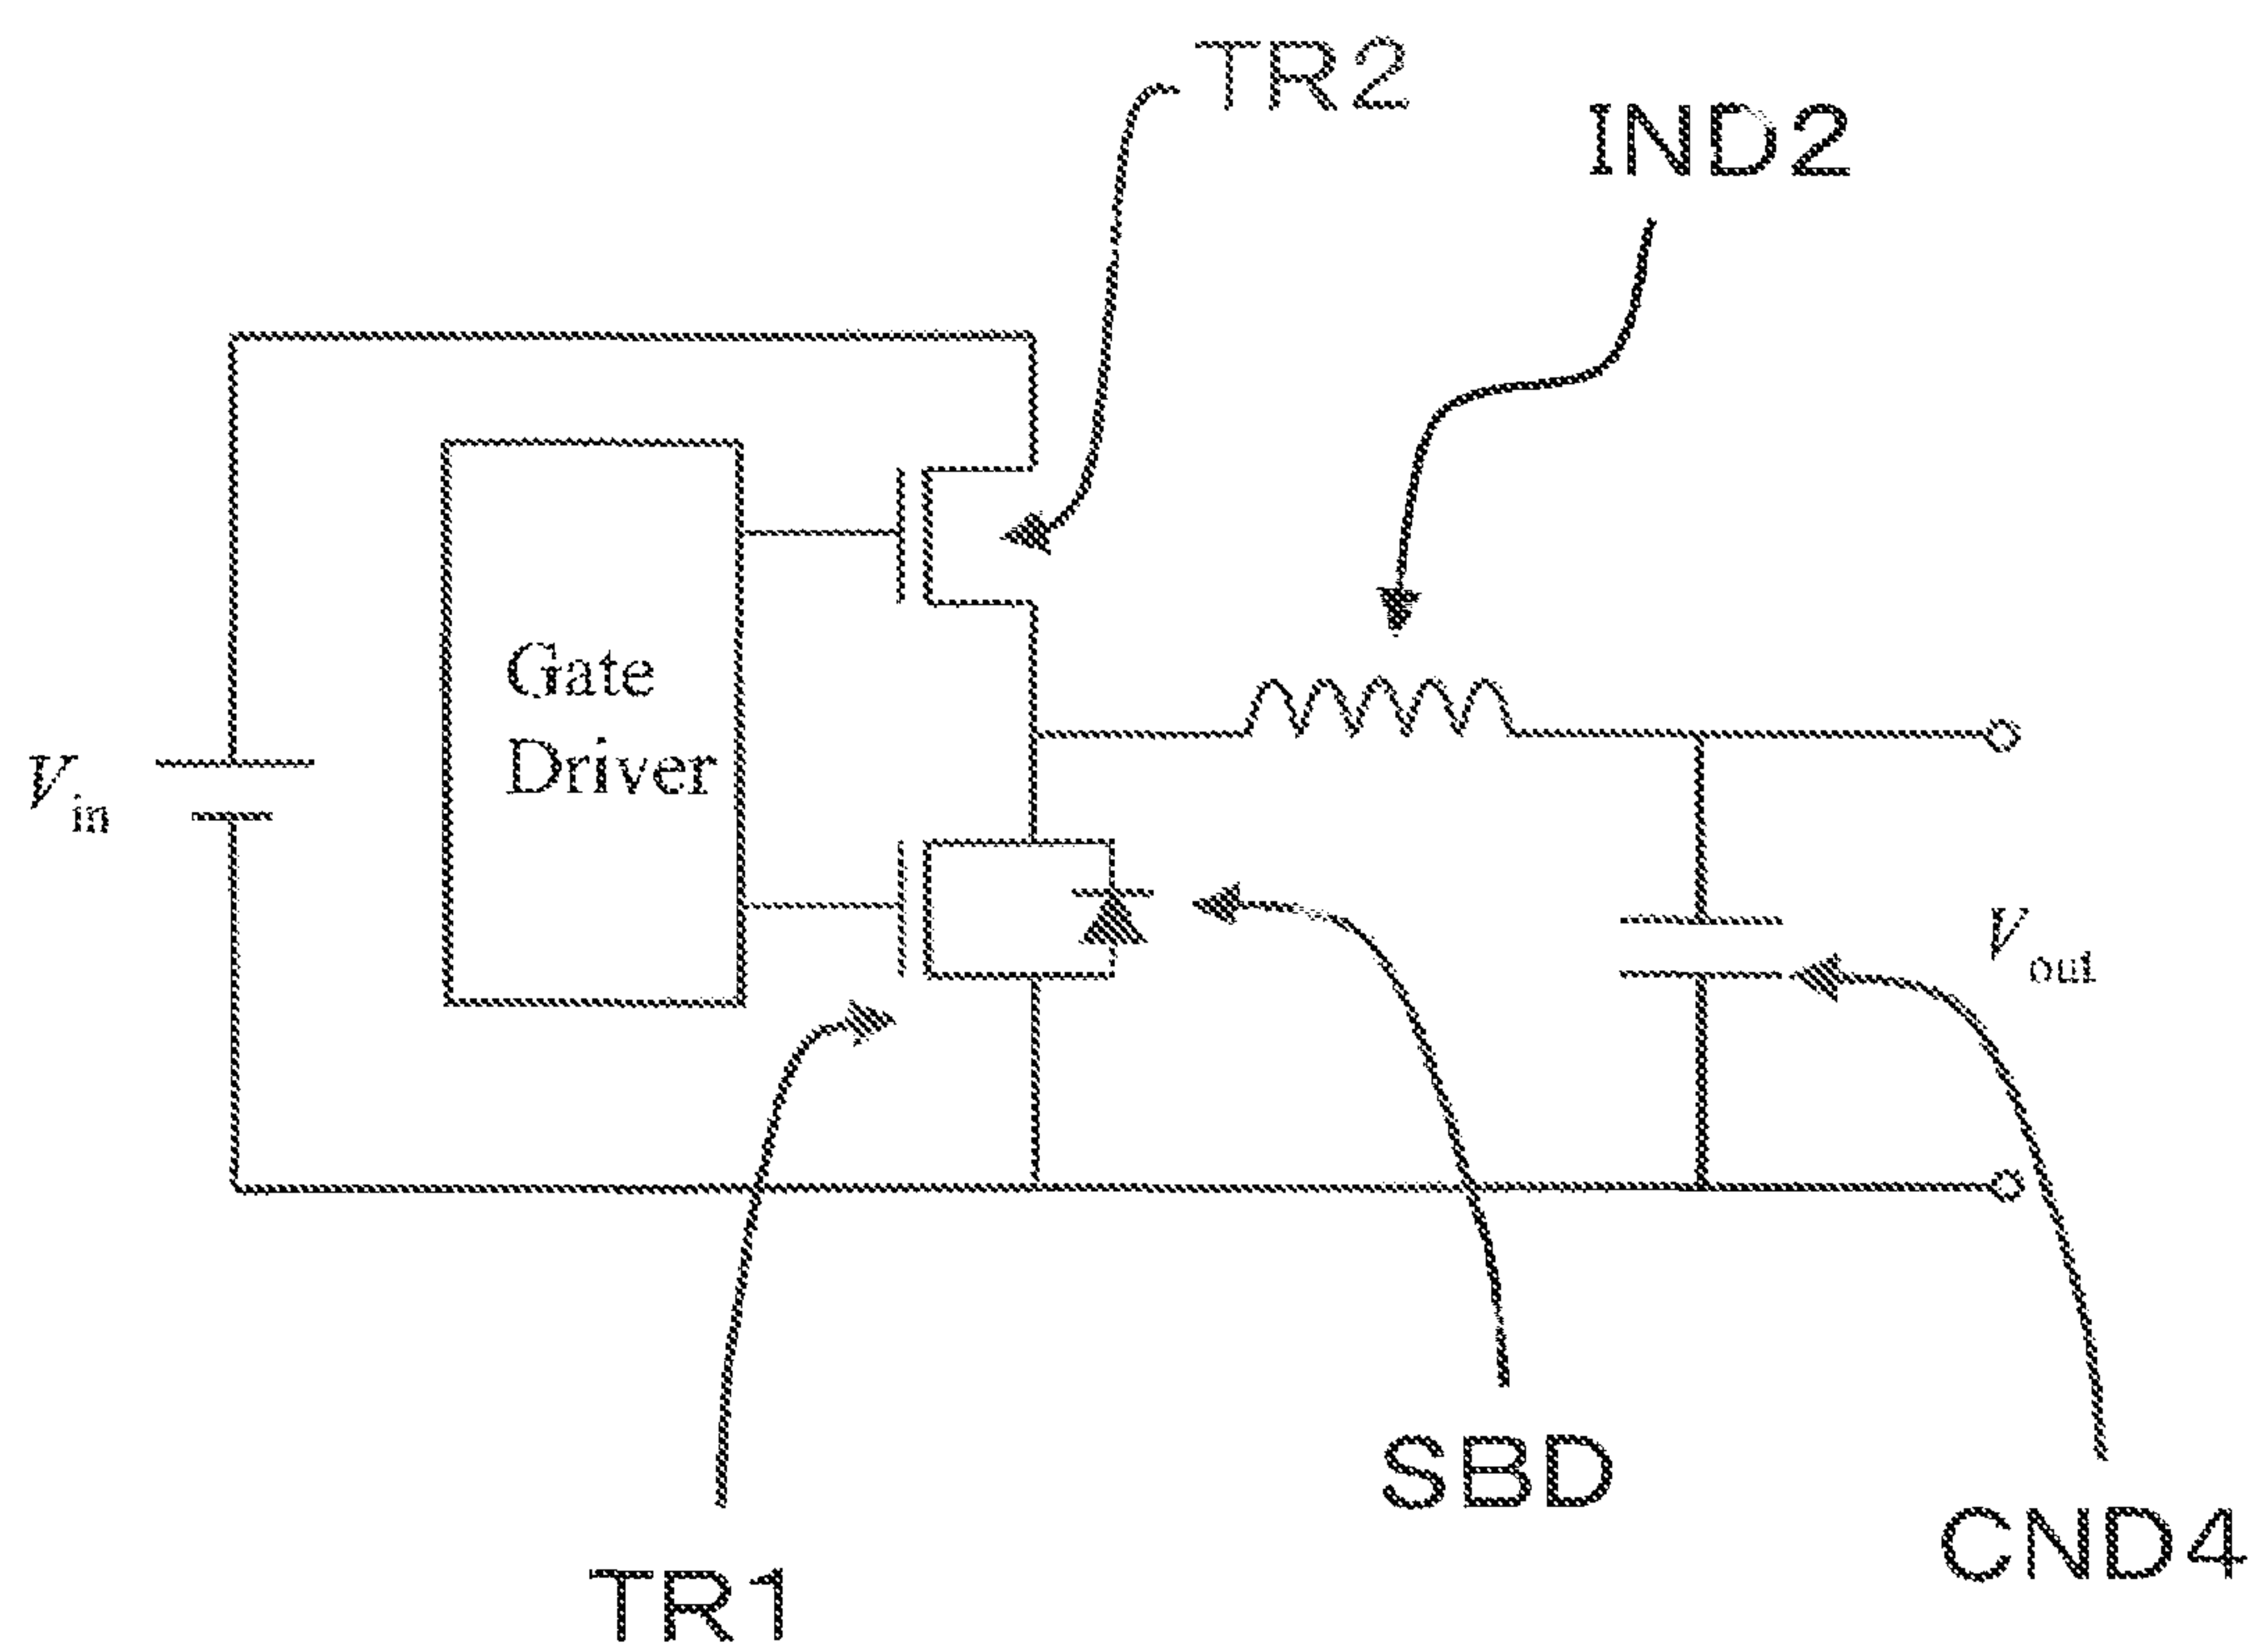 TR2
IND2
Gate
Driver
Vin
Vout
SBD
CND4
TR1